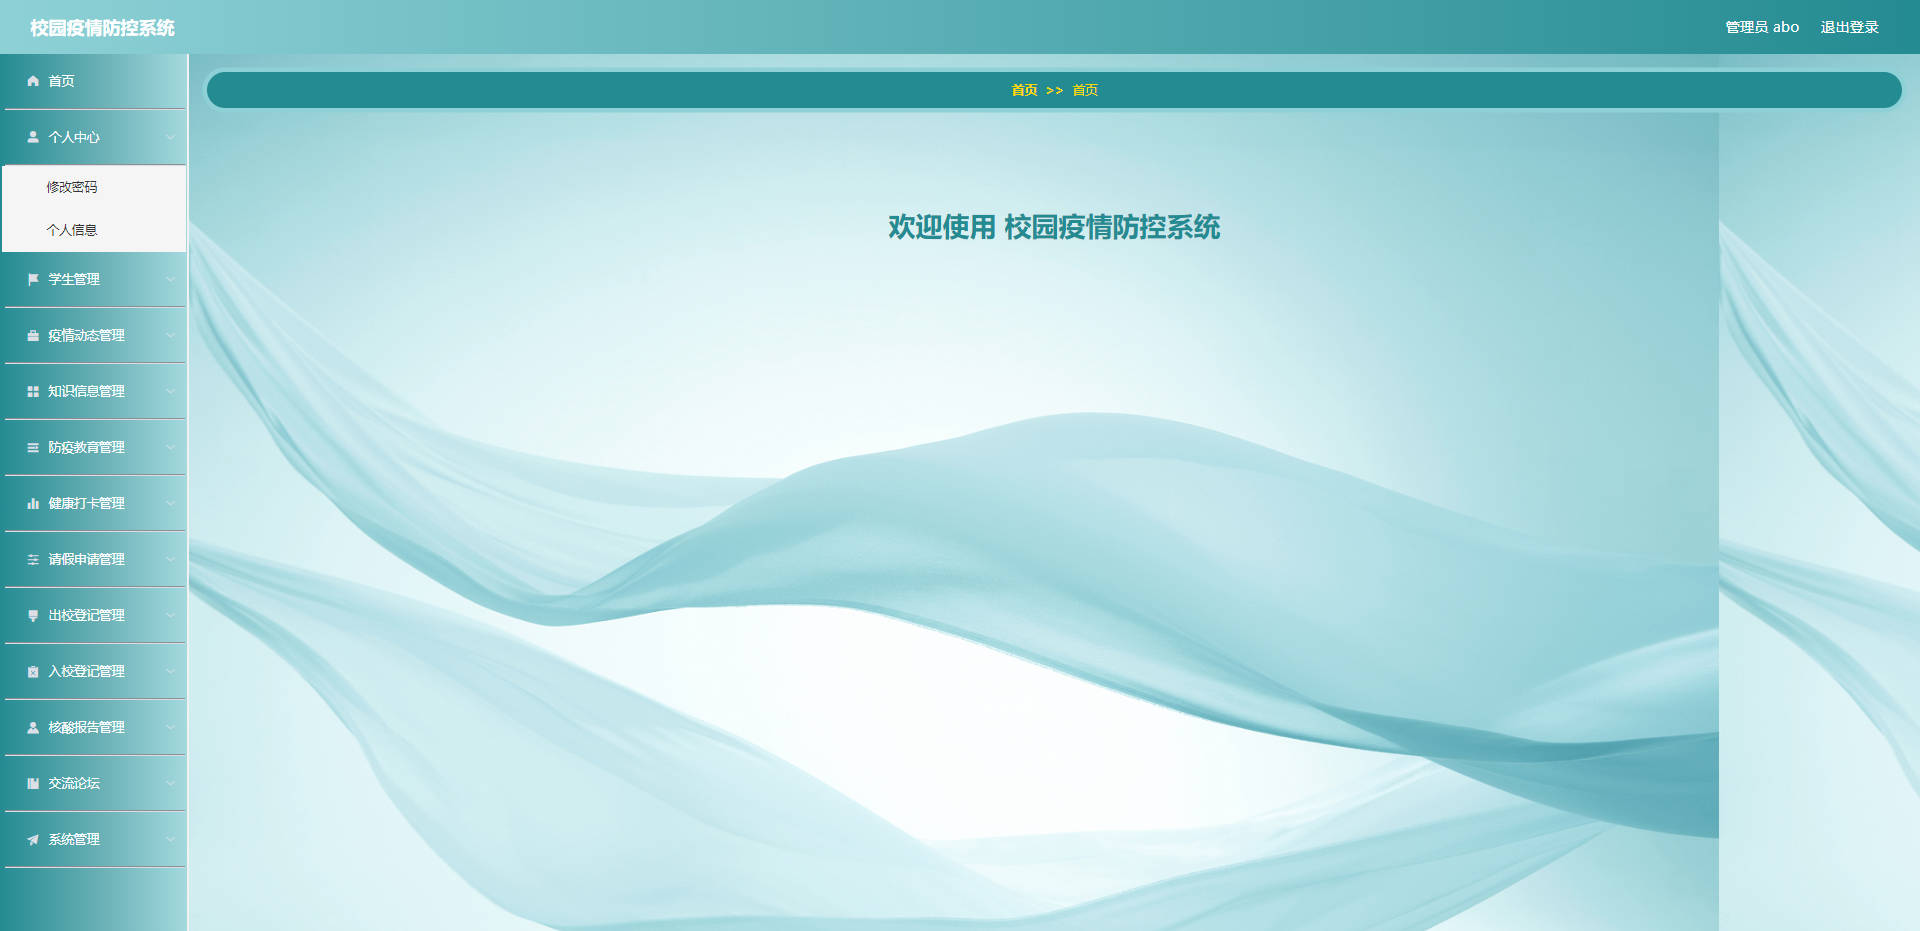 校园疫情防控系统
管理员 abo 退出登录
首页
个人中心
修改密码
个人信息
学生管理
疫情动态管理
知识信息管理
防疫教育管理
健康打卡管理
请假申请管理
出校登记管理
入校登记管理
核酸报告管理
交流论坛
系统管理
首页 >> 首页
欢迎使用 校园疫情防控系统